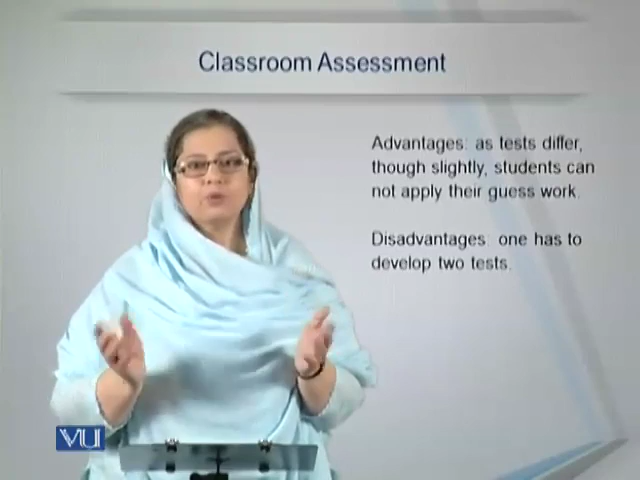 Classroom Assessment
Advantages: as tests differ,
though slightly, students can
not apply their guess work.
Disadvantages: one has to
develop two tests.
VU